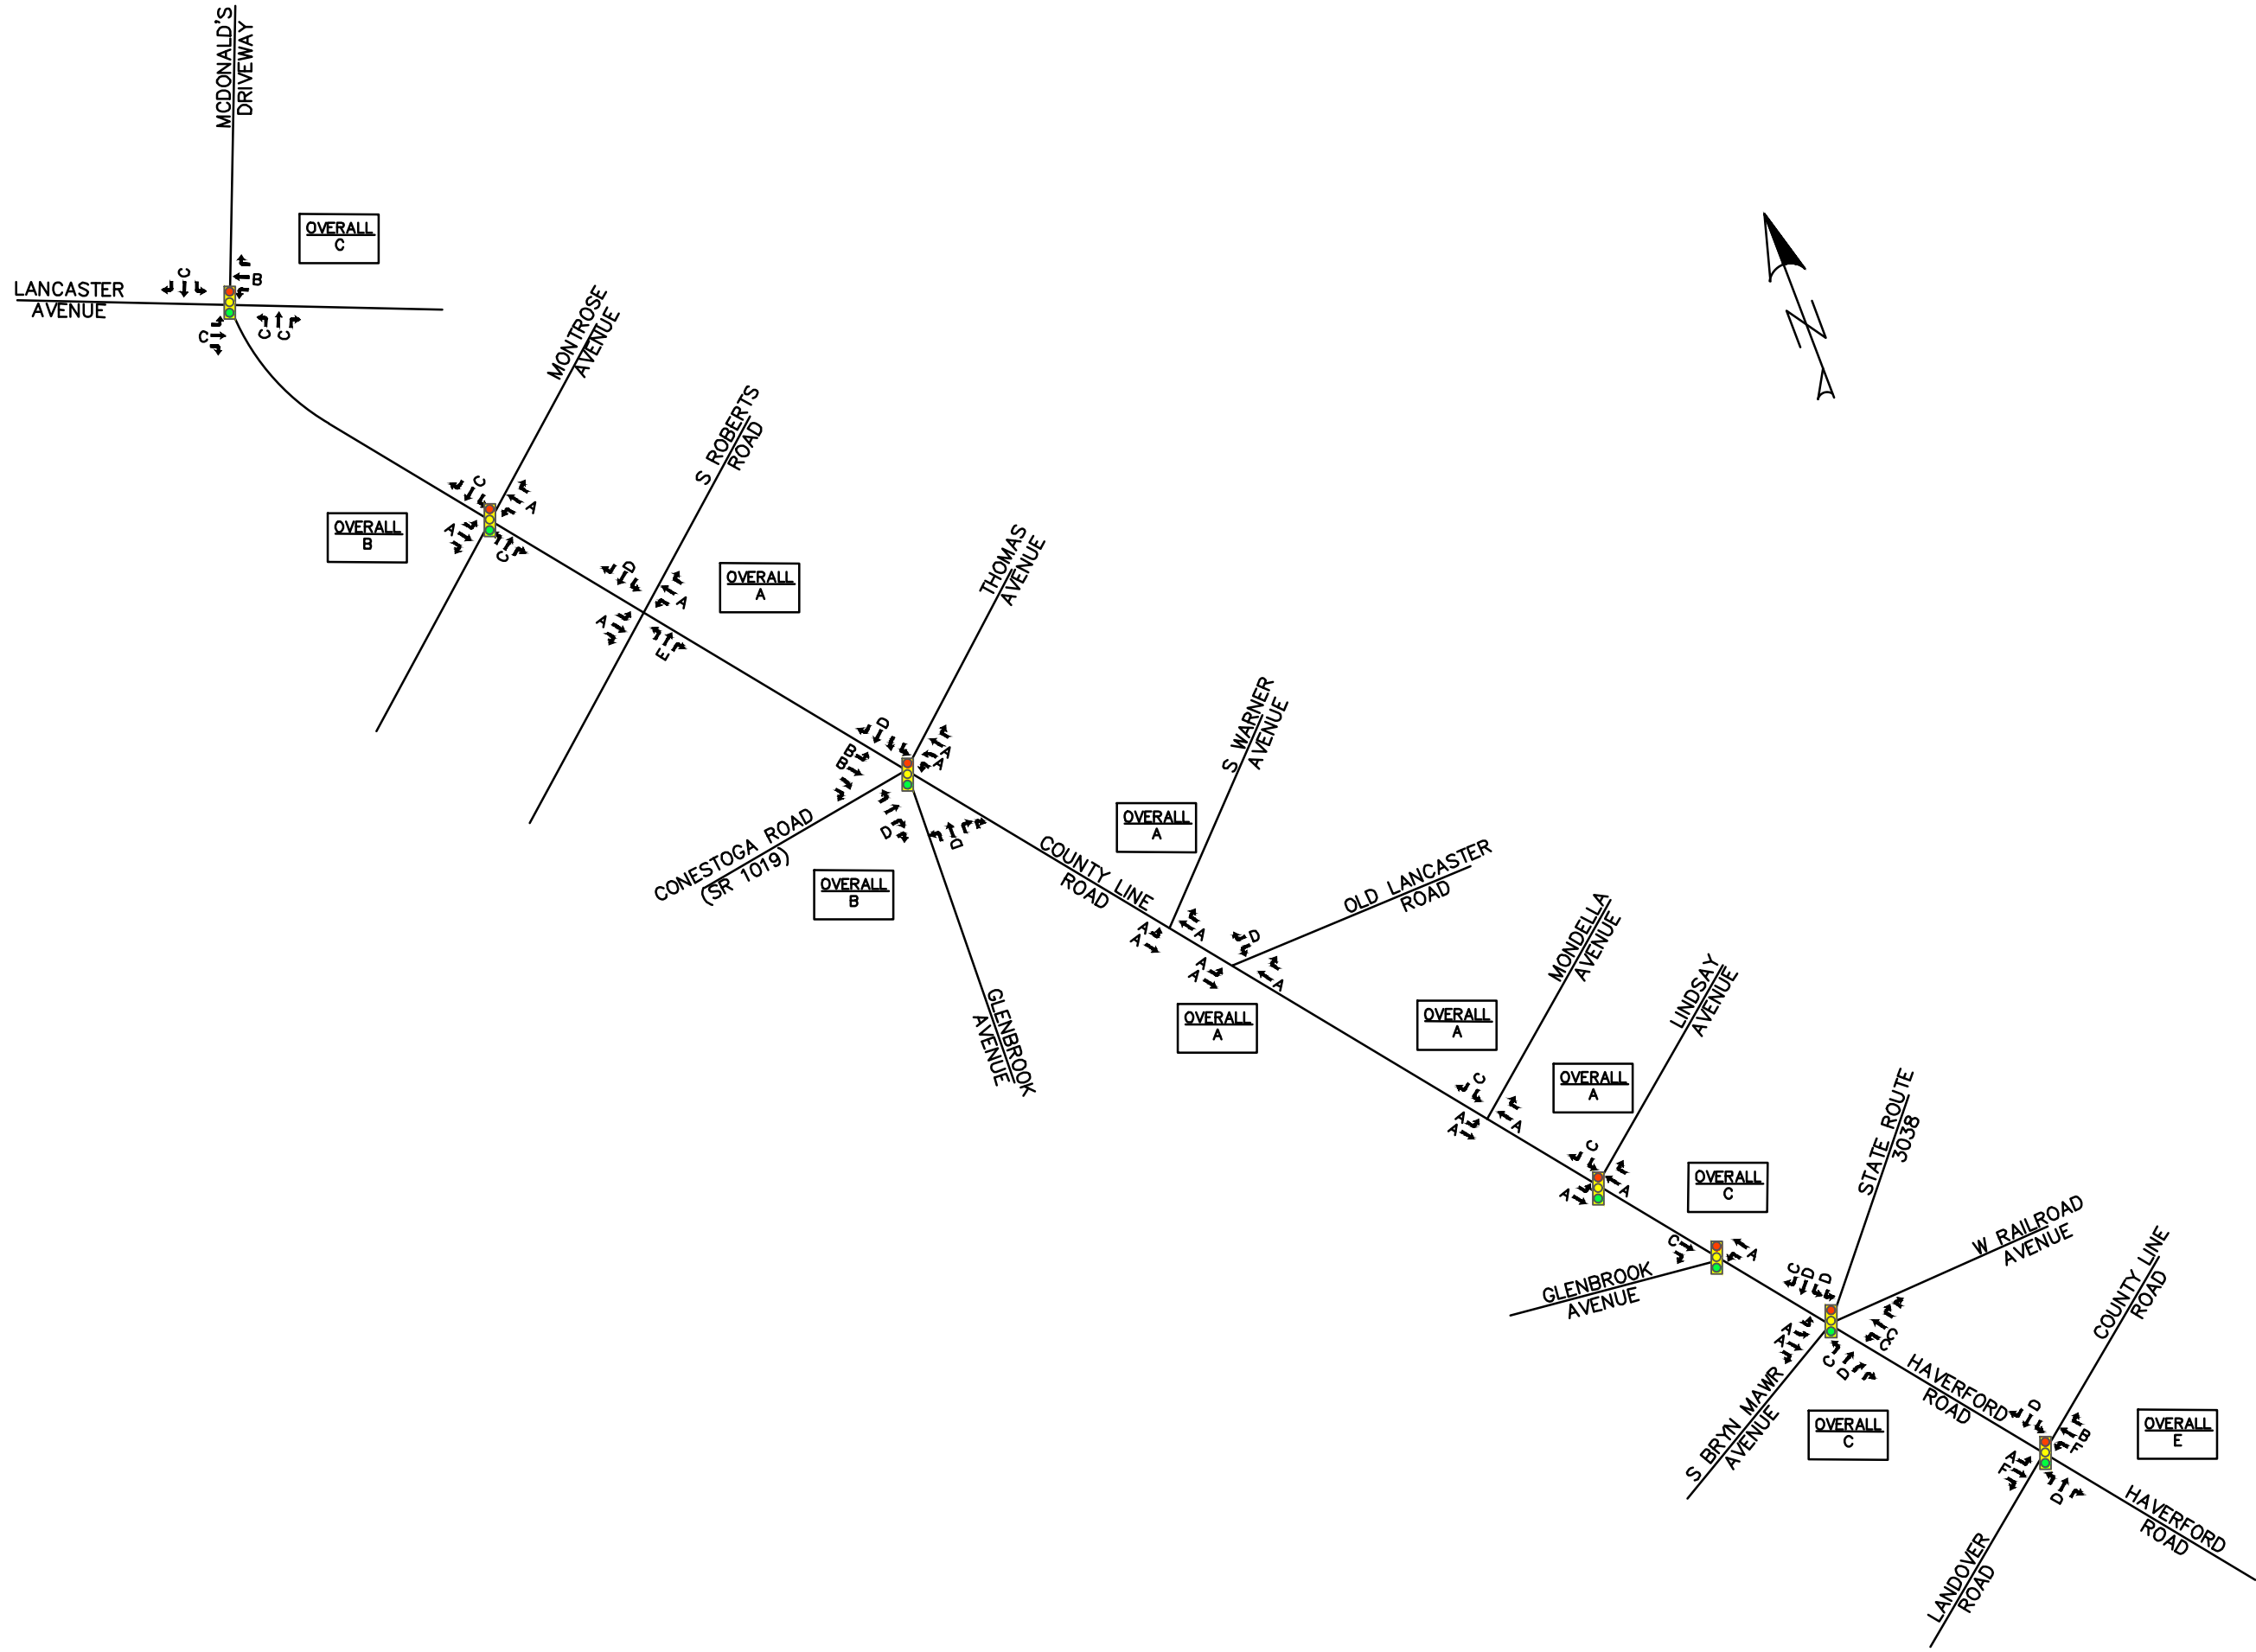 MCDONALD'S
DRIVEWAY
OVERALL
C
LANCASTER
AVENUE
C
B
C
C
C
MONTROSE
AVENUE
C
A
A
C
OVERALL
B
S ROBERTS
ROAD
D
A
A
E
OVERALL
A
THOMAS
AVENUE
D
B
B
A
A
D
D
CONESTOGA ROAD
(SR 1019)
OVERALL
B
GLENBROOK
AVENUE
COUNTY LINE
ROAD
S WARNER
AVENUE
OVERALL
A
A
A
A
OLD LANCASTER
ROAD
D
A
A
A
OVERALL
A
MONDELLA
AVENUE
OVERALL
A
C
A
A
A
LINDSAY
AVENUE
OVERALL
A
C
A
A
OVERALL
C
C
A
GLENBROOK
AVENUE
STATE ROUTE
3038
W RAILROAD
AVENUE
C
D
D
A
A
C
C
C
D
S BRYN MAWR
AVENUE
OVERALL
C
HAVERFORD
ROAD
COUNTY LINE
ROAD
D
B
F
A
F
D
OVERALL
E
HAVERFORD
ROAD
LANDOVER
ROAD